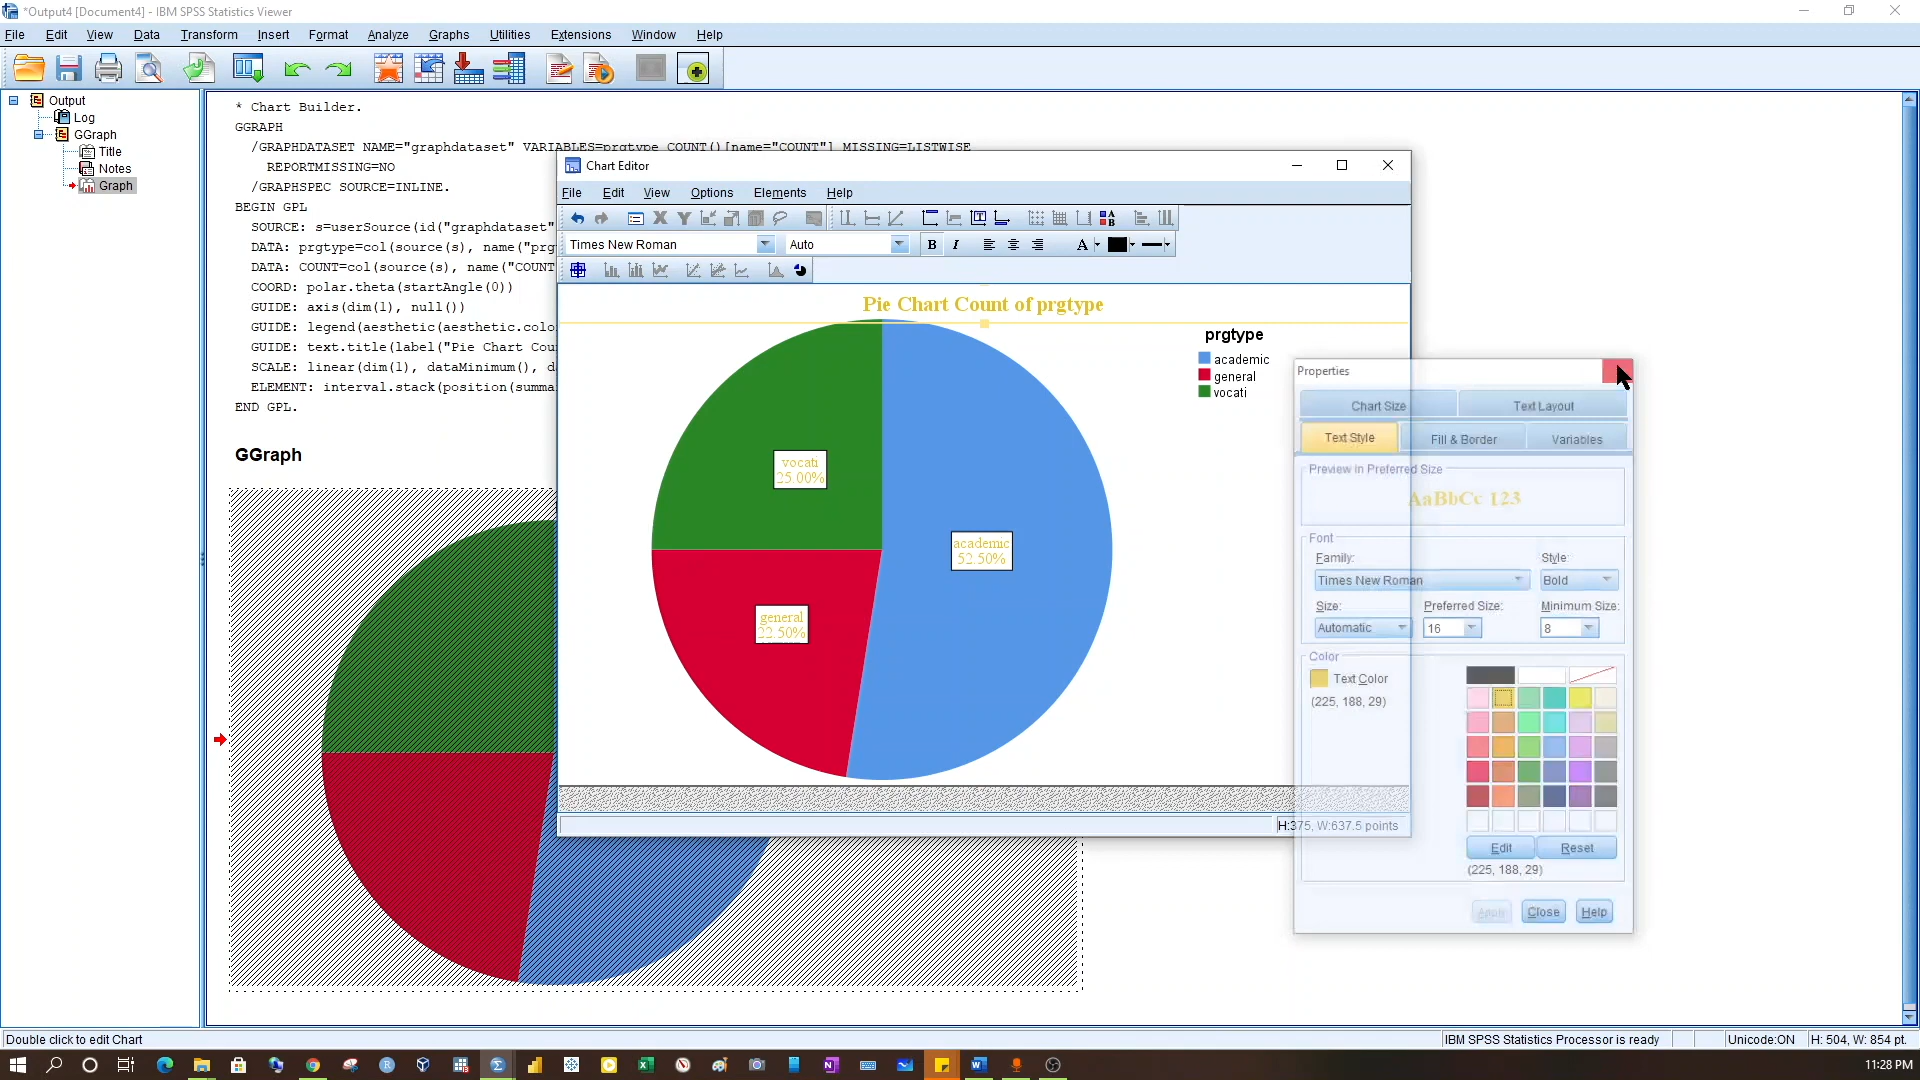 *Output4 [Document4] - IBM SPSS Statistics Viewer
File Edit View Data Transform Insert Format Analyze Graphs Utilities Extensions Window Help
Output
Log
GGraph
Title
Notes
Graph
* Chart Builder.
GGRAPH
/GRAPHDATASET NAME="graphdataset" VARIABLES=prgtype COUNT()[name="COUNT"] MISSING=LISTWISE
REPORTMISSING=NO
/GRAPHSPEC SOURCE=INLINE.
BEGIN GPL
SOURCE: s=userSource(id("graphdataset"
DATA: prgtype=col(source(s), name("prg
DATA: COUNT=col(source(s), name("COUNT
COORD: polar.theta(startAngle(0))
GUIDE: axis(dim(1), null())
GUIDE: legend(aesthetic(aesthetic.colo
GUIDE: text.title(label("Pie Chart Cou
SCALE: linear(dim(1), dataMinimum(), da
ELEMENT: interval.stack(position(summa
END GPL.
GGraph
Chart Editor
File Edit View Options Elements Help
Times New Roman Auto B I A
Pie Chart Count of prgtype
prgtype
academic
general
vocati
vocati
25.00%
academic
52.50%
general
22.50%
H:375, W:637.5 points
Properties
Chart Size Text Layout
Text Style Fill & Border Variables
Preview in Preferred Size
AaBbCc 123
Font
Family: Style:
Times New Roman Bold
Size: Preferred Size: Minimum Size:
Automatic 16 8
Color
Text Color
(225, 188, 29)
Edit Reset
(225, 188, 29)
Apply Close Help
Double click to edit Chart
IBM SPSS Statistics Processor is ready Unicode:ON H: 504, W: 854 pt.
11:28 PM